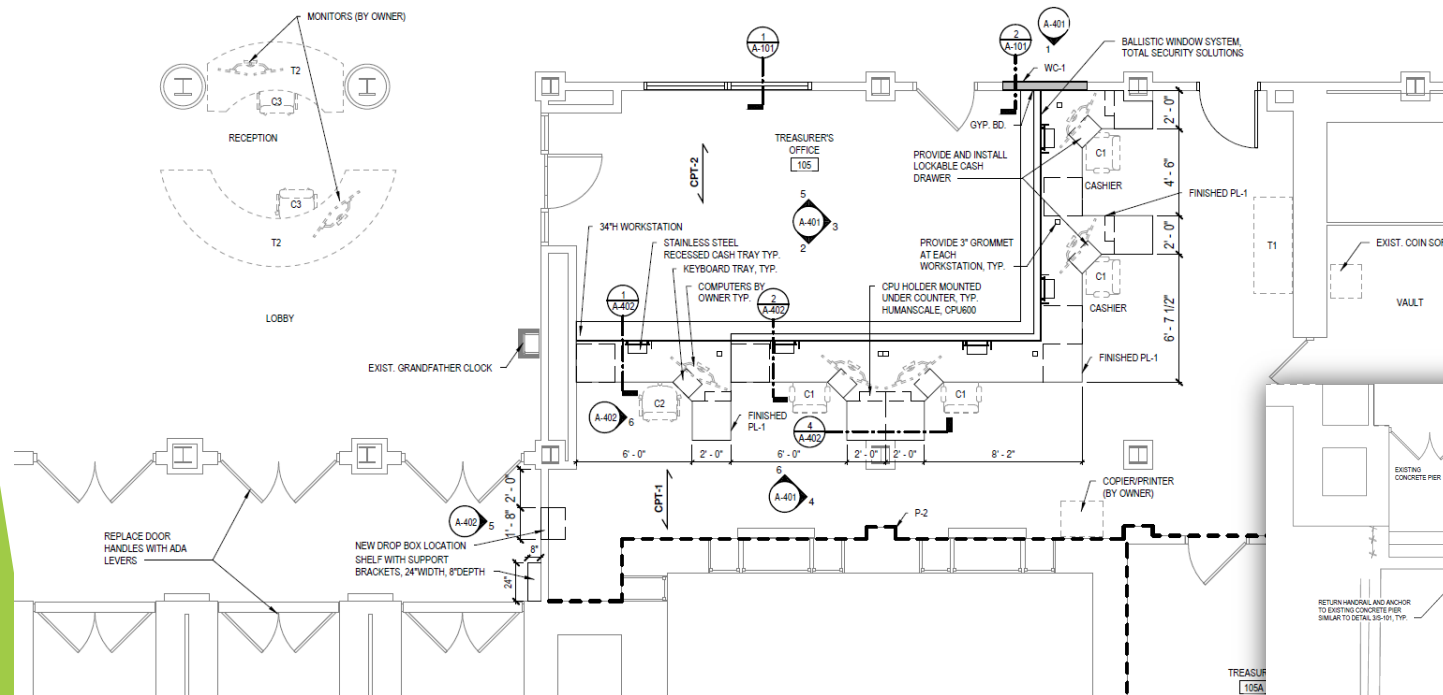 MONITORS (BY OWNER)
T2
C3
RECEPTION
C3
T2
LOBBY
EXIST. GRANDFATHER CLOCK
REPLACE DOOR
HANDLES WITH ADA
LEVERS
1
A-101
2
A-101
A-401
1
WC-1
BALLISTIC WINDOW SYSTEM,
TOTAL SECURITY SOLUTIONS
GYP. BD.
TREASURER'S
OFFICE
105
CPT-2
PROVIDE AND INSTALL
LOCKABLE CASH
DRAWER
5
A-401
3
2
34"H WORKSTATION
STAINLESS STEEL
RECESSED CASH TRAY TYP.
KEYBOARD TRAY, TYP.
COMPUTERS BY
OWNER TYP.
PROVIDE 3" GROMMET
AT EACH
WORKSTATION, TYP.
CPU HOLDER MOUNTED
UNDER COUNTER, TYP.
HUMANSCALE, CPU600
1
A-402
2
A-402
C1
CASHIER
C1
CASHIER
2' - 0"
4' - 6"
2' - 0"
6' - 7 1/2"
FINISHED PL-1
FINISHED PL-1
T1
EXIST. COIN SOR
VAULT
C2
C1
C1
A-402
6
FINISHED
PL-1
4
A-402
6' - 0"
2' - 0"
6' - 0"
2' - 0"
2' - 0"
8' - 2"
CPT-1
6
A-401
4
COPIER/PRINTER
(BY OWNER)
P-2
2' - 0"
1' - 8"
A-402
5
NEW DROP BOX LOCATION
SHELF WITH SUPPORT
BRACKETS, 24"WIDTH, 8"DEPTH
8"
24"
EXISTING
CONCRETE PIER
RETURN HANDRAIL AND ANCHOR
TO EXISTING CONCRETE PIER
SIMILAR TO DETAIL 3/S-101, TYP.
TREASUR
105A